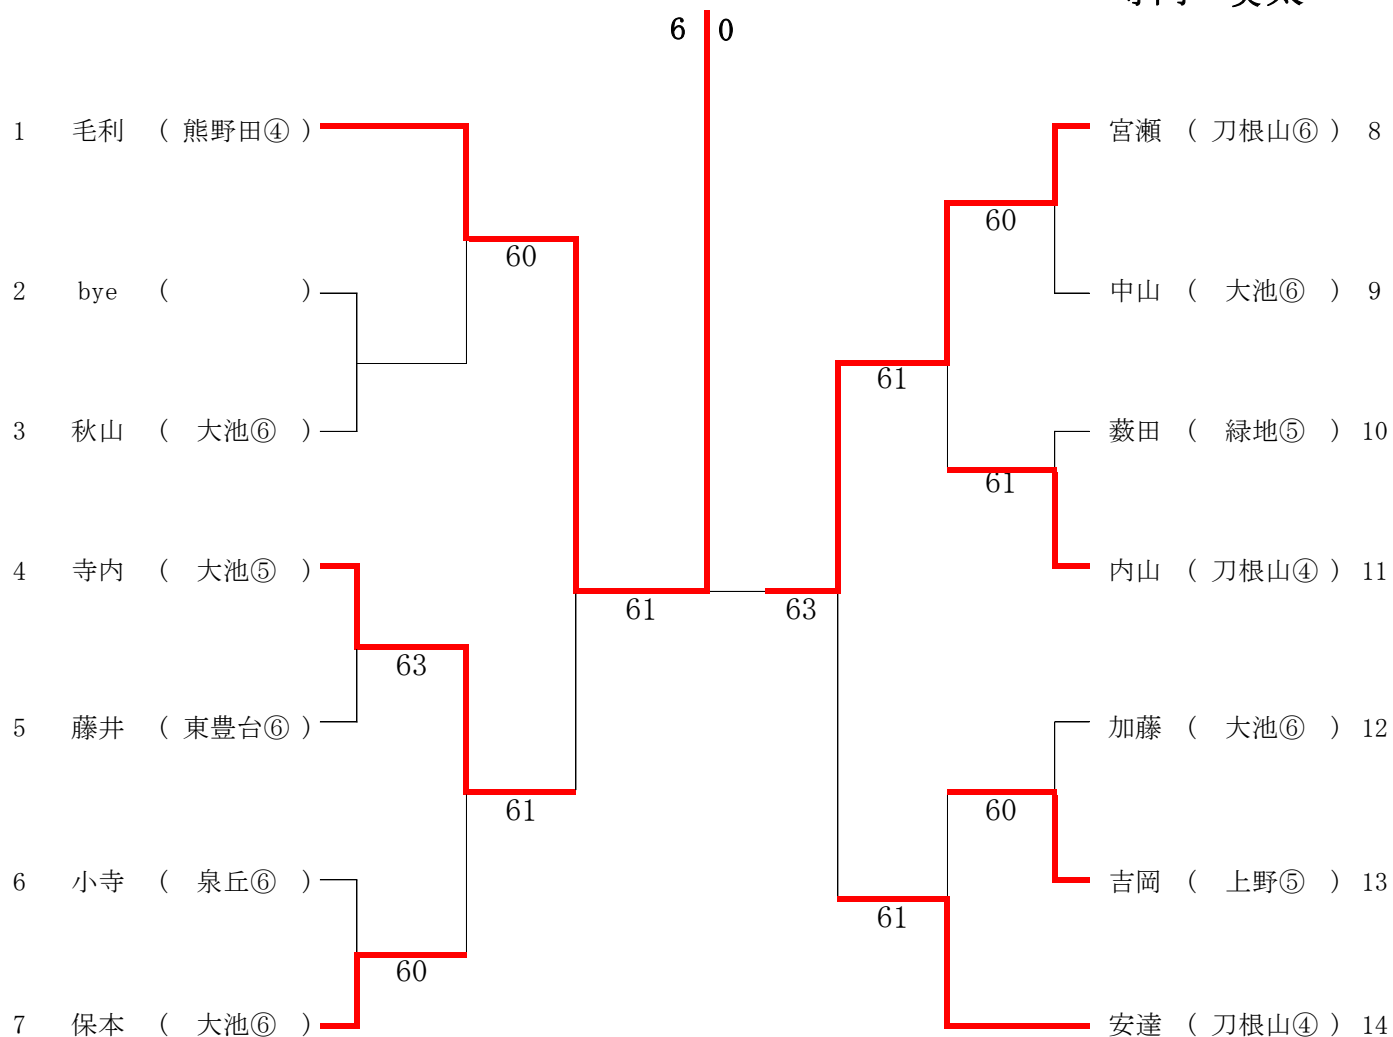 6 0
1 毛利 ( 熊野田④ )
宮瀬 ( 刀根山⑥ ) 8
60
60
2 bye ( )
中山 ( 大池⑥ ) 9
61
3 秋山 ( 大池⑥ )
薮田 ( 緑地⑤ ) 10
61
4 寺内 ( 大池⑤ )
内山 ( 刀根山④ ) 11
61
63
63
5 藤井 ( 東豊台⑥ )
加藤 ( 大池⑥ ) 12
61
60
6 小寺 ( 泉丘⑥ )
吉岡 ( 上野⑤ ) 13
61
60
7 保本 ( 大池⑥ )
安達 ( 刀根山④ ) 14